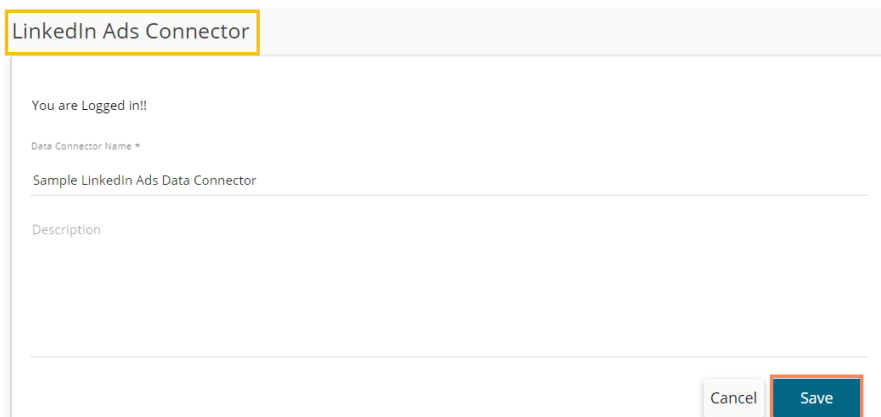 LinkedIn Ads Connector
You are Logged in!!
Data Connector Name *
Sample LinkedIn Ads Data Connector
Description
Cancel Save